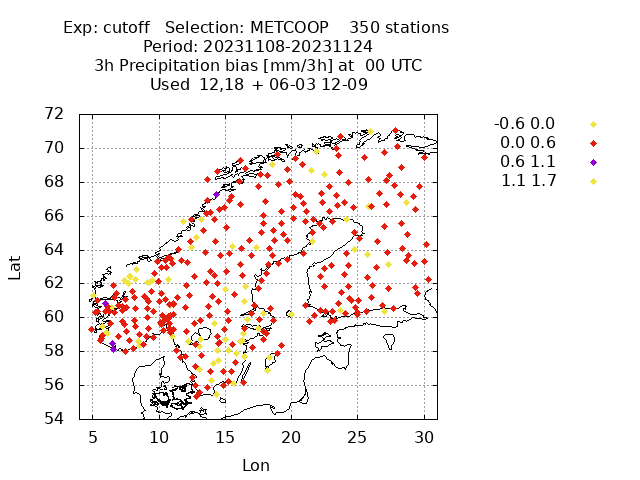 Exp: cutoff Selection: METCOOP 350 stations
Period: 20231108-20231124
3h Precipitation bias [mm/3h] at 00 UTC
Used 12,18 + 06-03 12-09
-0.6 0.0
0.0 0.6
0.6 1.1
1.1 1.7
72
70
68
66
64
62
60
58
56
54
Lat
5 10 15 20 25 30
Lon